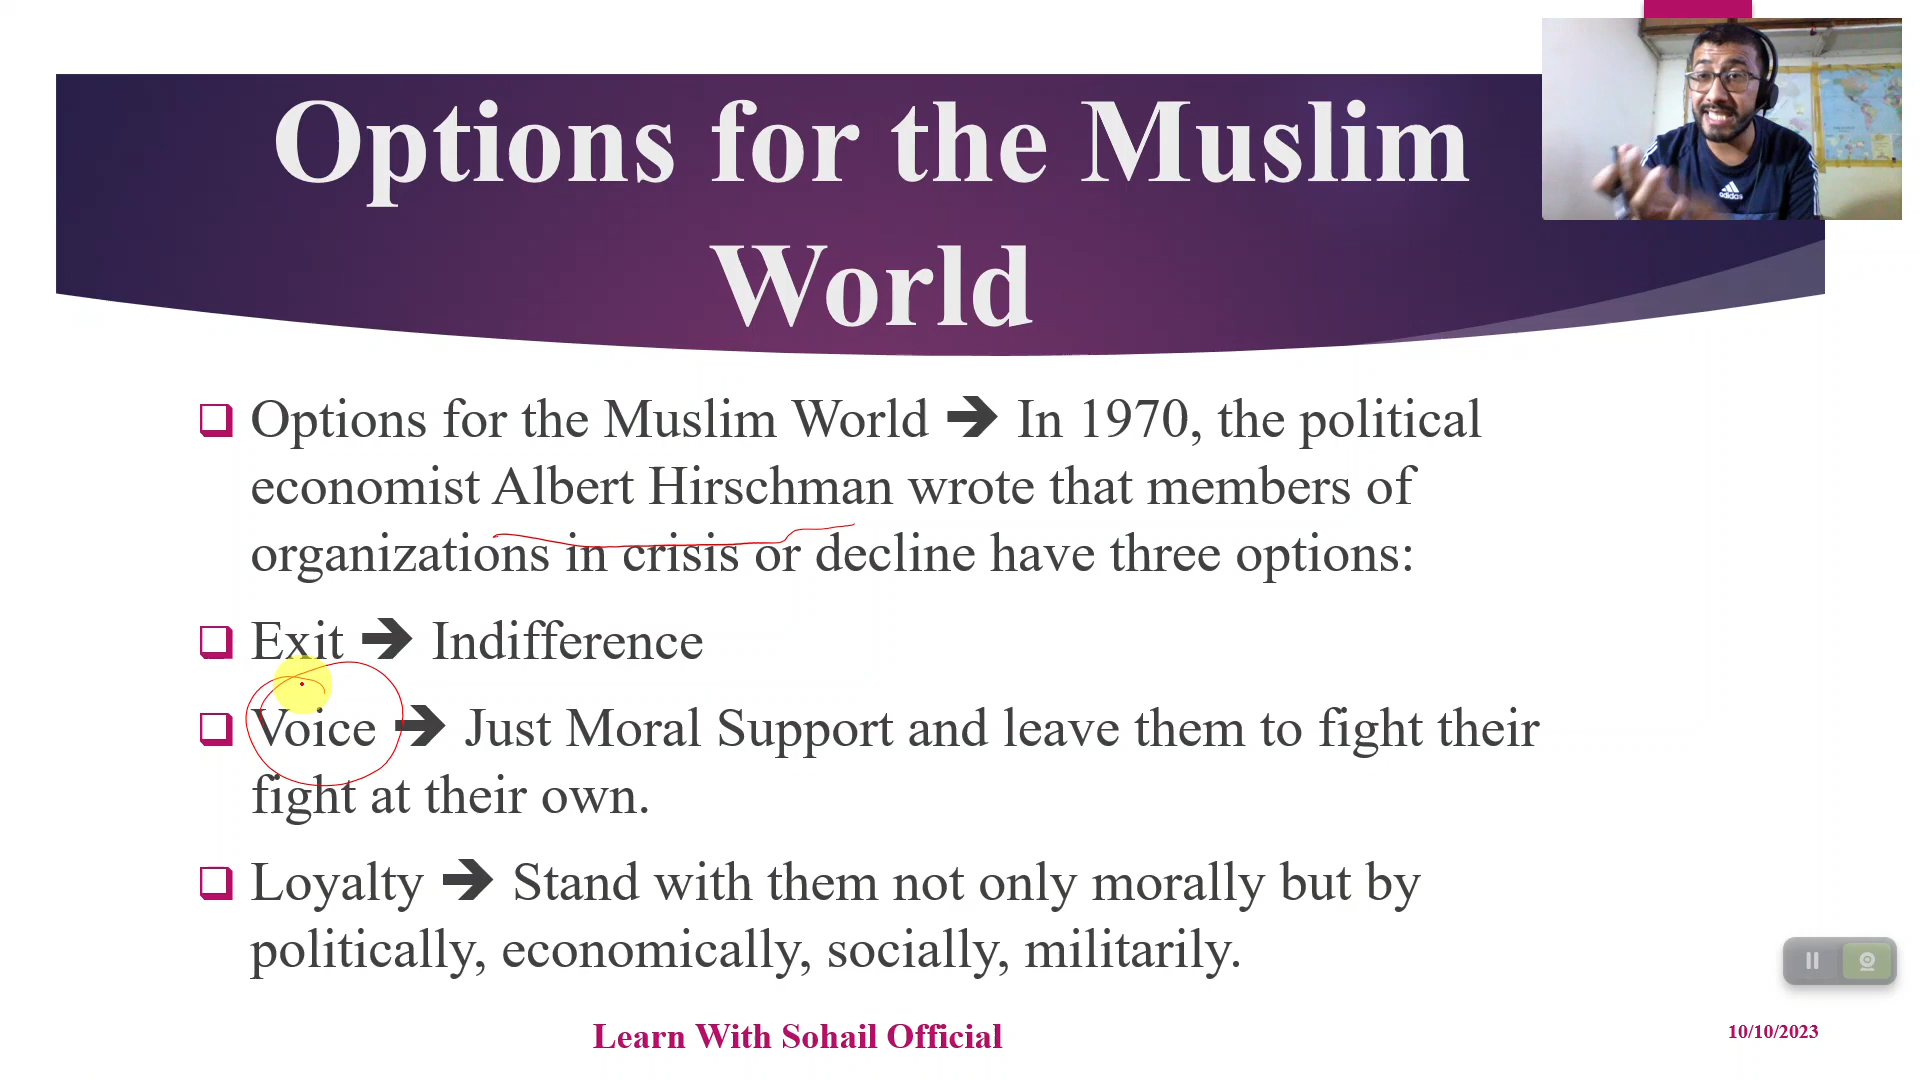 Options for the Muslim
World
Options for the Muslim World ➔ In 1970, the political
economist Albert Hirschman wrote that members of
organizations in crisis or decline have three options:
Exit ➔ Indifference
Voice ➔ Just Moral Support and leave them to fight their
fight at their own.
Loyalty ➔ Stand with them not only morally but by
politically, economically, socially, militarily.
Learn With Sohail Official
10/10/2023
adidas